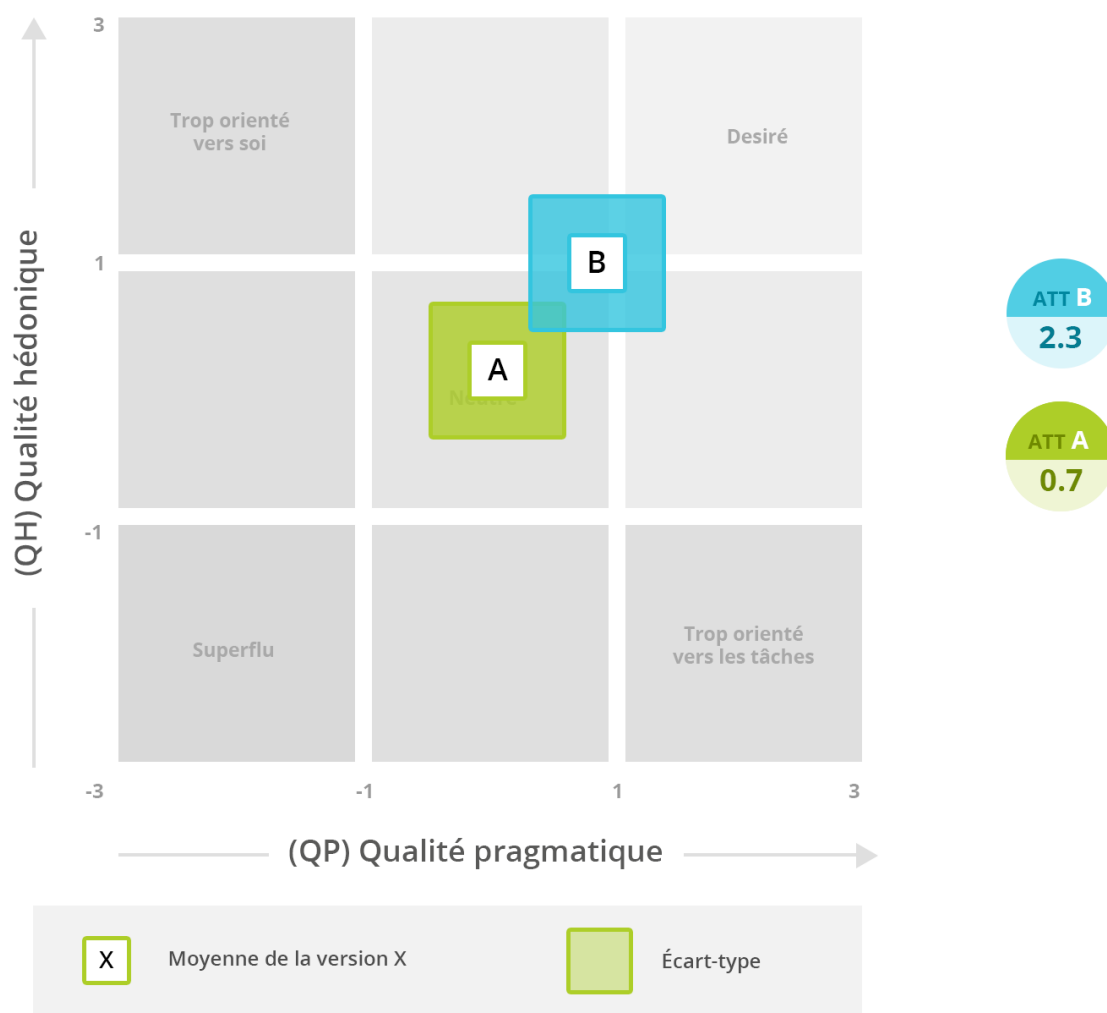 3
Trop orienté
vers soi
Desiré
(QH) Qualité hédonique
1
B
A
Neutre
-1
Superflu
Trop orienté
vers les tâches
-3
-1
1
3
(QP) Qualité pragmatique
X
Moyenne de la version X
Écart-type
ATT B
2.3
ATT A
0.7